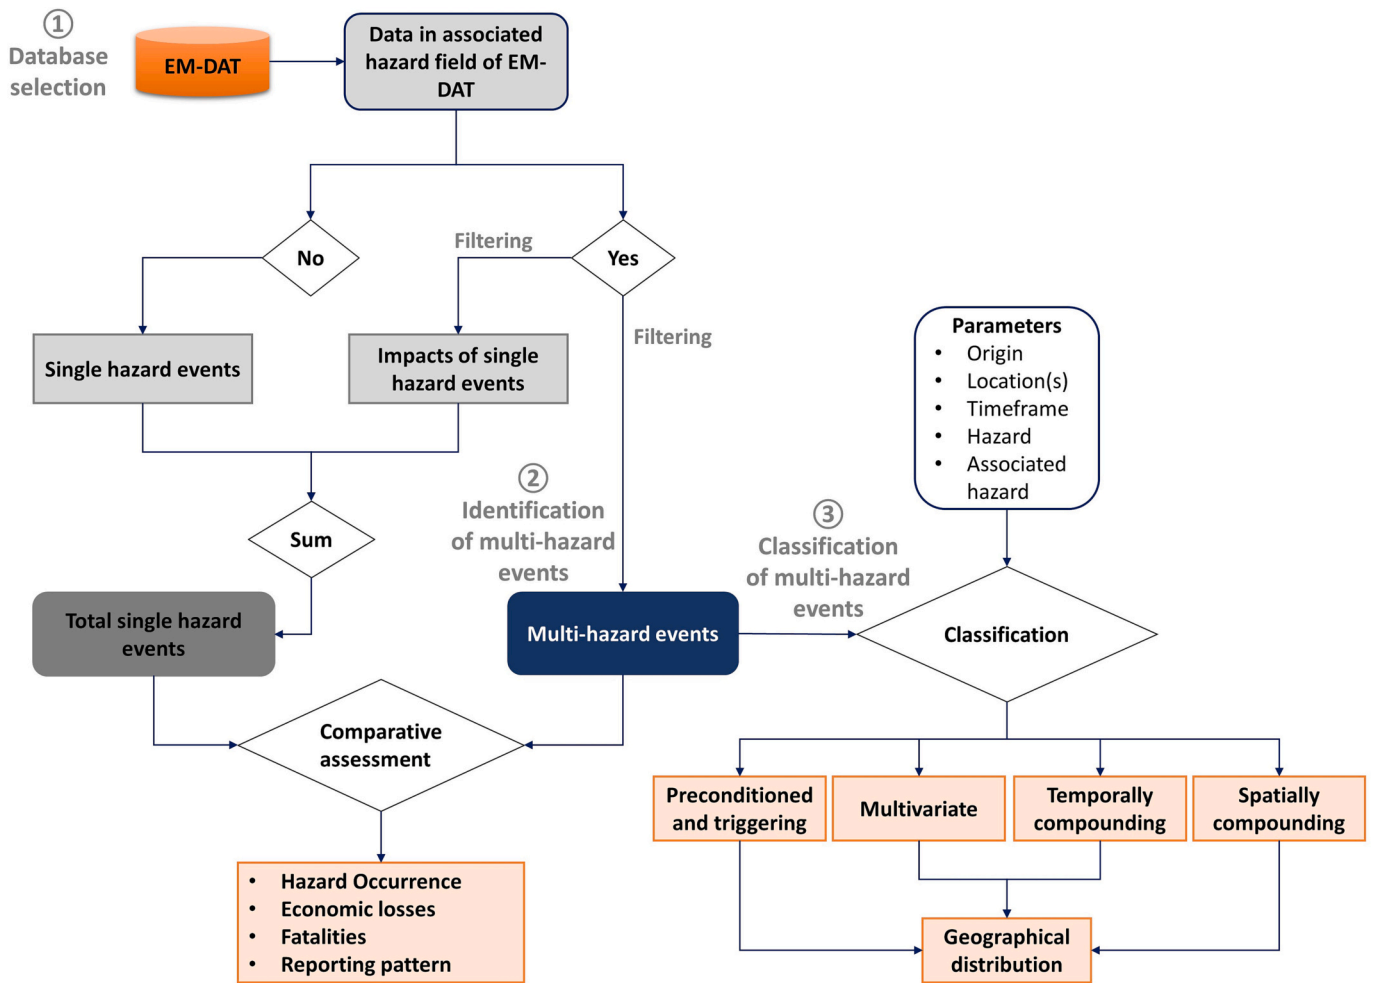 ①
Database
selection
EM-DAT
Data in associated
hazard field of EM-
DAT
No
Filtering
Yes
Filtering
Single hazard events
Impacts of single
hazard events
Parameters
• Origin
• Location(s)
• Timeframe
• Hazard
• Associated
hazard
②
Identification
of multi-hazard
events
③
Classification
of multi-hazard
events
Sum
Total single hazard
events
Multi-hazard events
Classification
Comparative
assessment
Preconditioned
and triggering
Multivariate
Temporally
compounding
Spatially
compounding
• Hazard Occurrence
• Economic losses
• Fatalities
• Reporting pattern
Geographical
distribution